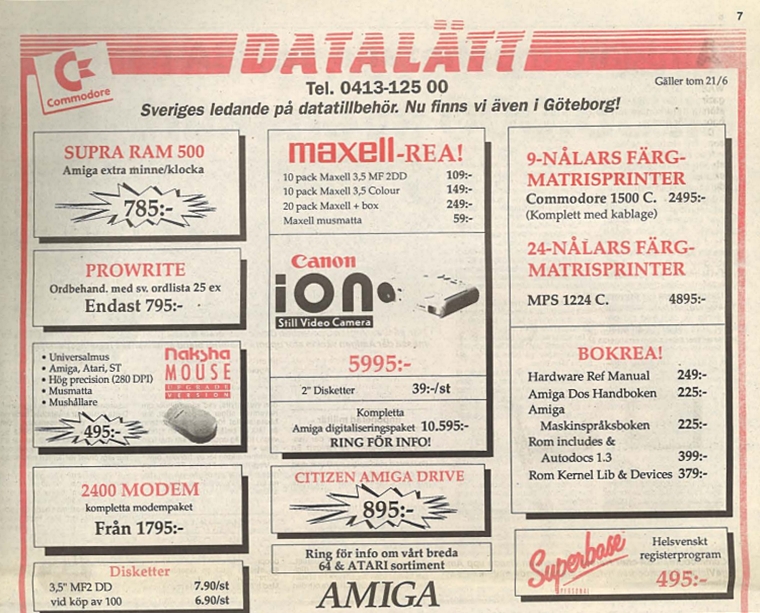 7
DATALÄTT
Commodore
Tel. 0413-125 00
Gäller tom 21/6
Sveriges ledande på datatillbehör. Nu finns vi även i Göteborg!
SUPRA RAM 500
Amiga extra minne/klocka
785:-
PROWRITE
Ordbehand. med sv. ordlista 25 ex
Endast 795:-
• Universalmus
• Amiga, Atari, ST
• Hög precision (280 DPI)
• Musmatta
• Mushållare
naksha
MOUSE
UPGRADE
VERSION
495:-
2400 MODEM
kompletta modempaket
Från 1795:-
Disketter
3,5" MF2 DD 7.90/st
vid köp av 100 6.90/st
maxell-REA!
10 pack Maxell 3,5 MF 2DD 109:-
10 pack Maxell 3,5 Colour 149:-
20 pack Maxell + box 249:-
Maxell musmatta 59:-
Canon
ion
Still Video Camera
5995:-
2" Disketter 39:-/st
Kompletta
Amiga digitaliseringspaket 10.595:-
RING FÖR INFO!
CITIZEN AMIGA DRIVE
895:-
Ring för info om vårt breda
64 & ATARI sortiment
AMIGA
9-NÅLARS FÄRG-
MATRISPRINTER
Commodore 1500 C. 2495:-
(Komplett med kablage)
24-NÅLARS FÄRG-
MATRISPRINTER
MPS 1224 C. 4895:-
BOKREA!
Hardware Ref Manual 249:-
Amiga Dos Handboken 225:-
Amiga
Maskinspråksboken 225:-
Rom includes &
Autodocs 1.3 399:-
Rom Kernel Lib & Devices 379:-
Superbase
PERSONAL
Helsvenskt
registerprogram
495:-